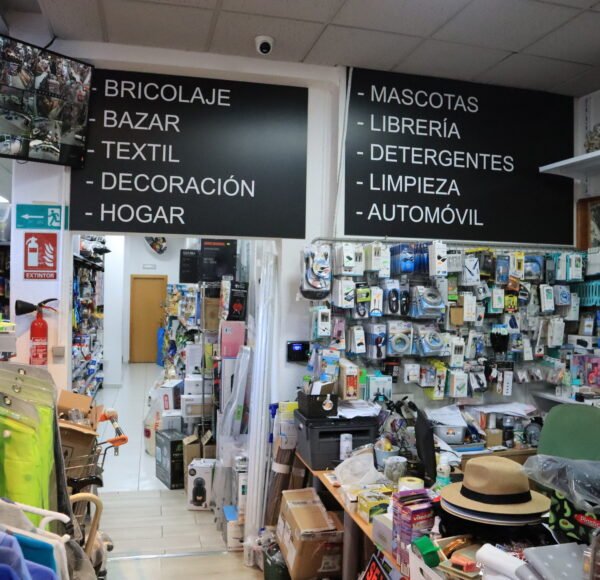 - BRICOLAJE
- BAZAR
- TEXTIL
- DECORACIÓN
- HOGAR
- MASCOTAS
- LIBRERÍA
- DETERGENTES
- LIMPIEZA
- AUTOMÓVIL
EXTINTOR